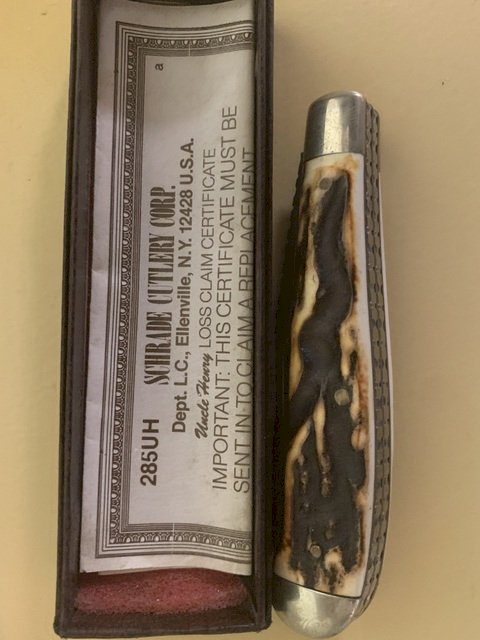 a
285UH SCHRADE CUTLERY CORP.
Dept. L.C., Ellenville, N.Y. 12428 U.S.A.
Uncle Henry LOSS CLAIM CERTIFICATE
IMPORTANT: THIS CERTIFICATE MUST BE
SENT IN TO CLAIM A REPLACEMENT